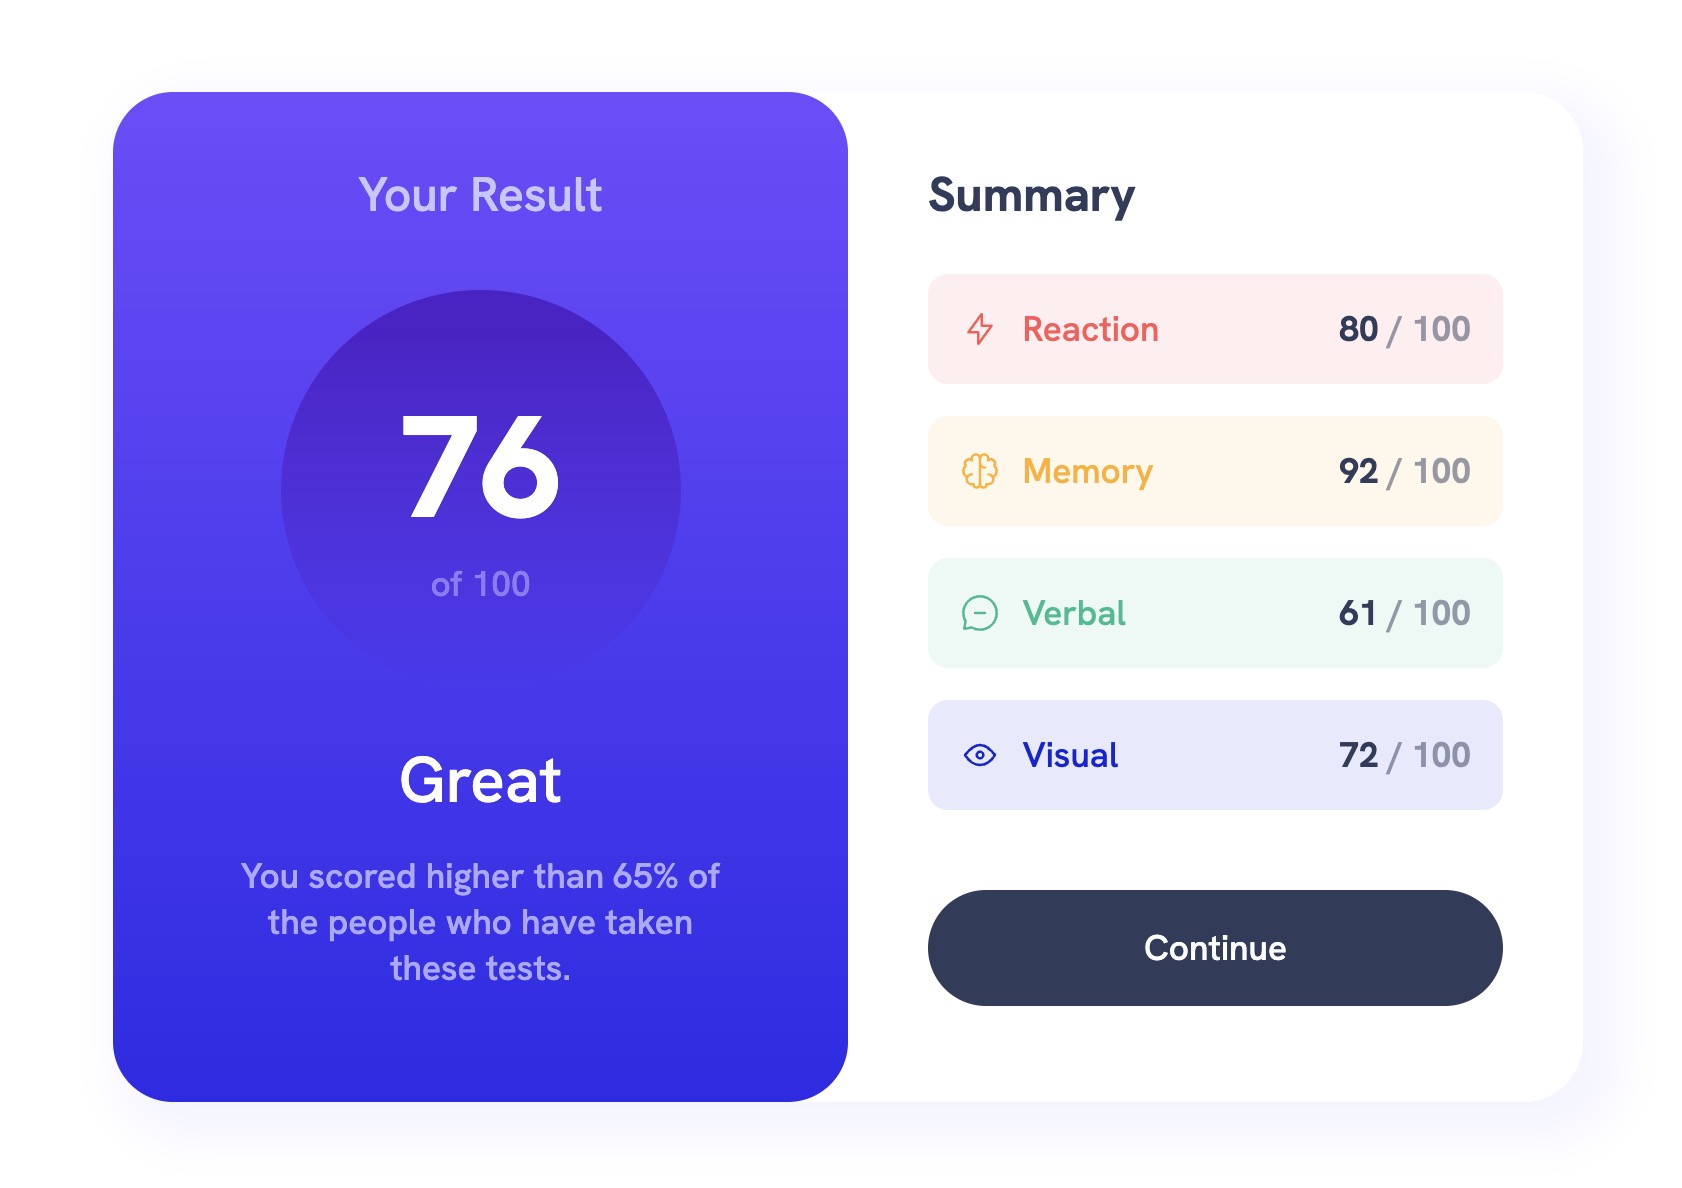 Your Result
76
of 100
Great
You scored higher than 65% of
the people who have taken
these tests.
Summary
Reaction 80 / 100
Memory 92 / 100
Verbal 61 / 100
Visual 72 / 100
Continue